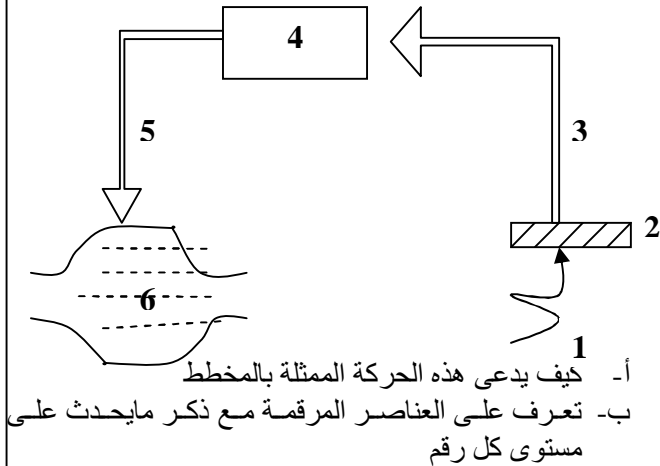 4
5
3
2
6
1
أ- كيف يدعى هذه الحركة الممثلة بالمخطط
ب- تعرف على العناصر المرقمة مع ذكر مايحدث على
مستوى كل رقم